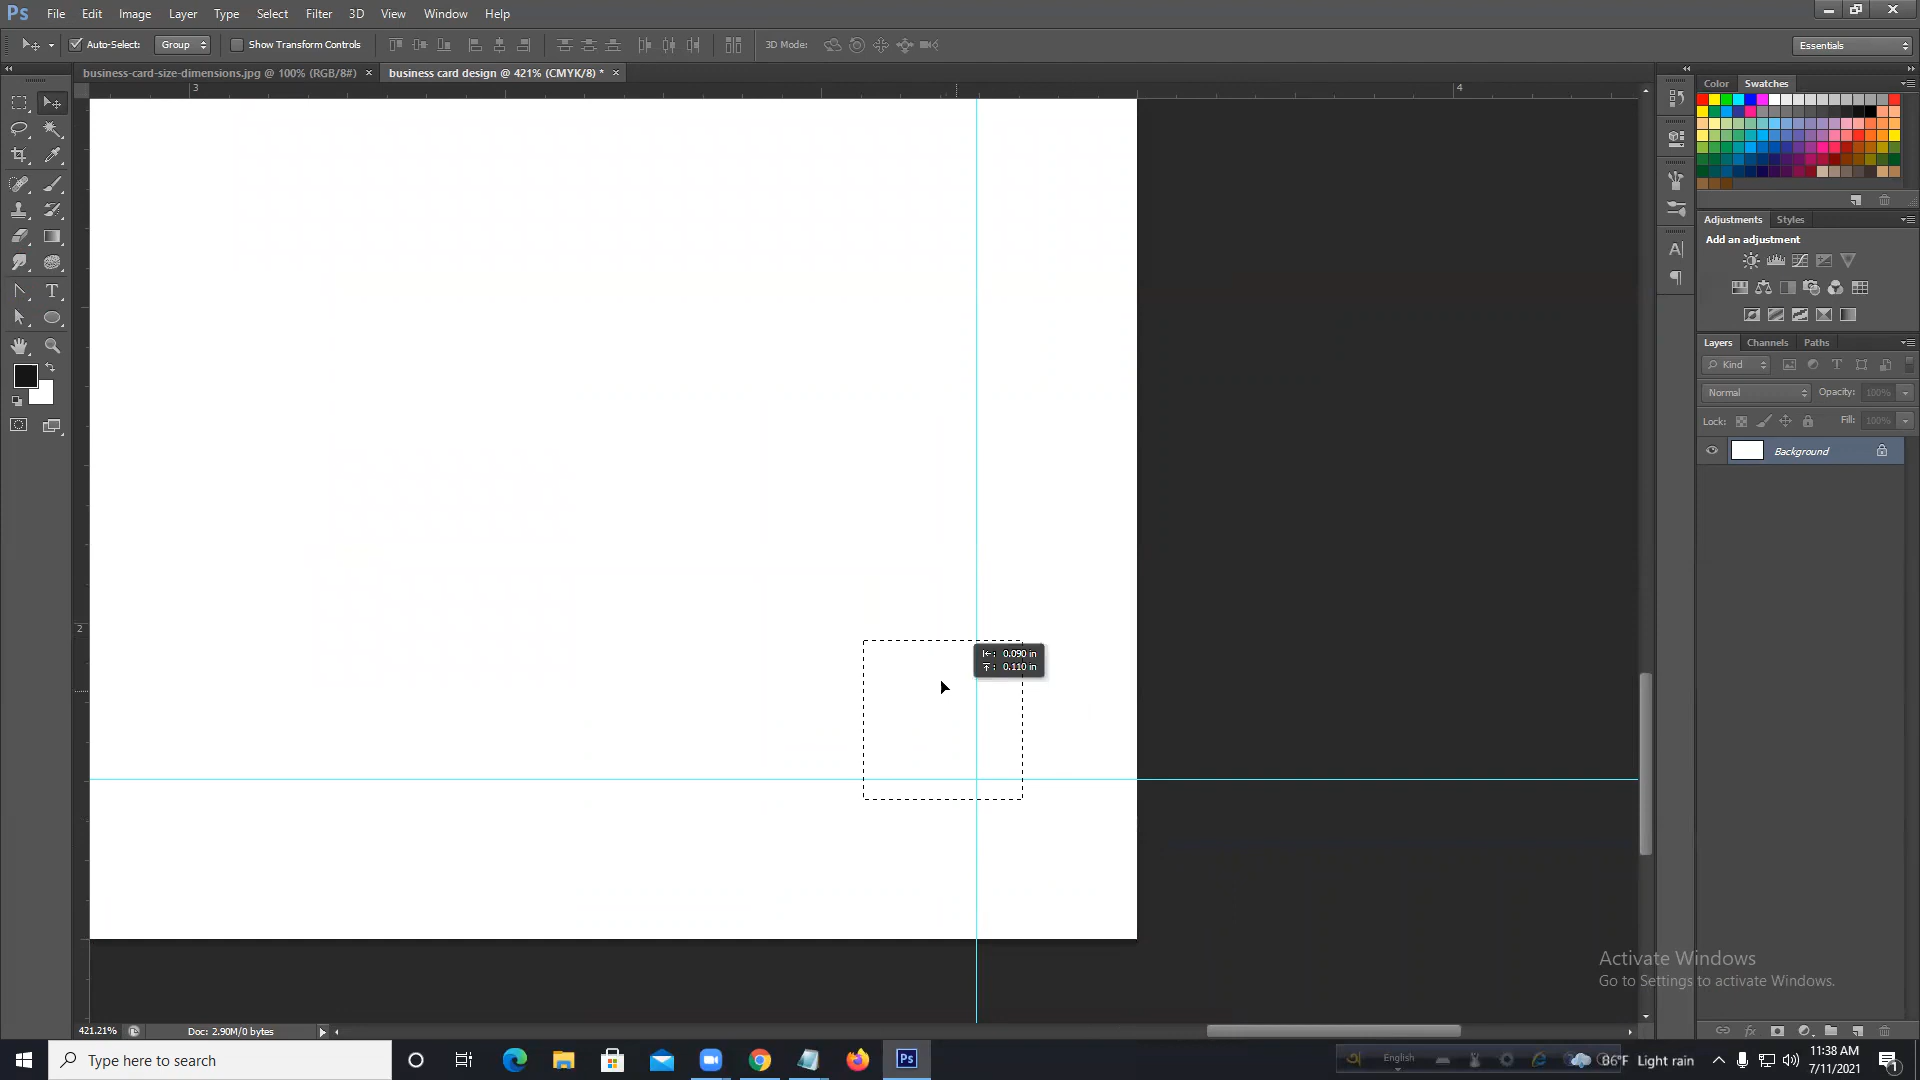 Ps File Edit Image Layer Type Select Filter 3D View Window Help
Auto-Select: Group Show Transform Controls 3D Mode: Essentials
business-card-size-dimensions.jpg @ 100% (RGB/8#) × business card design @ 421% (CMYK/8) * ×
3 4
2
Color Swatches
Adjustments Styles
Add an adjustment
Layers Channels Paths
Kind
Normal Opacity: 100%
Lock: Fill: 100%
Background
0.090 in
0.110 in
Activate Windows
Go to Settings to activate Windows.
421.21% Doc: 2.90M/0 bytes
Type here to search
Ps
English
86°F Light rain
11:38 AM
7/11/2021
1